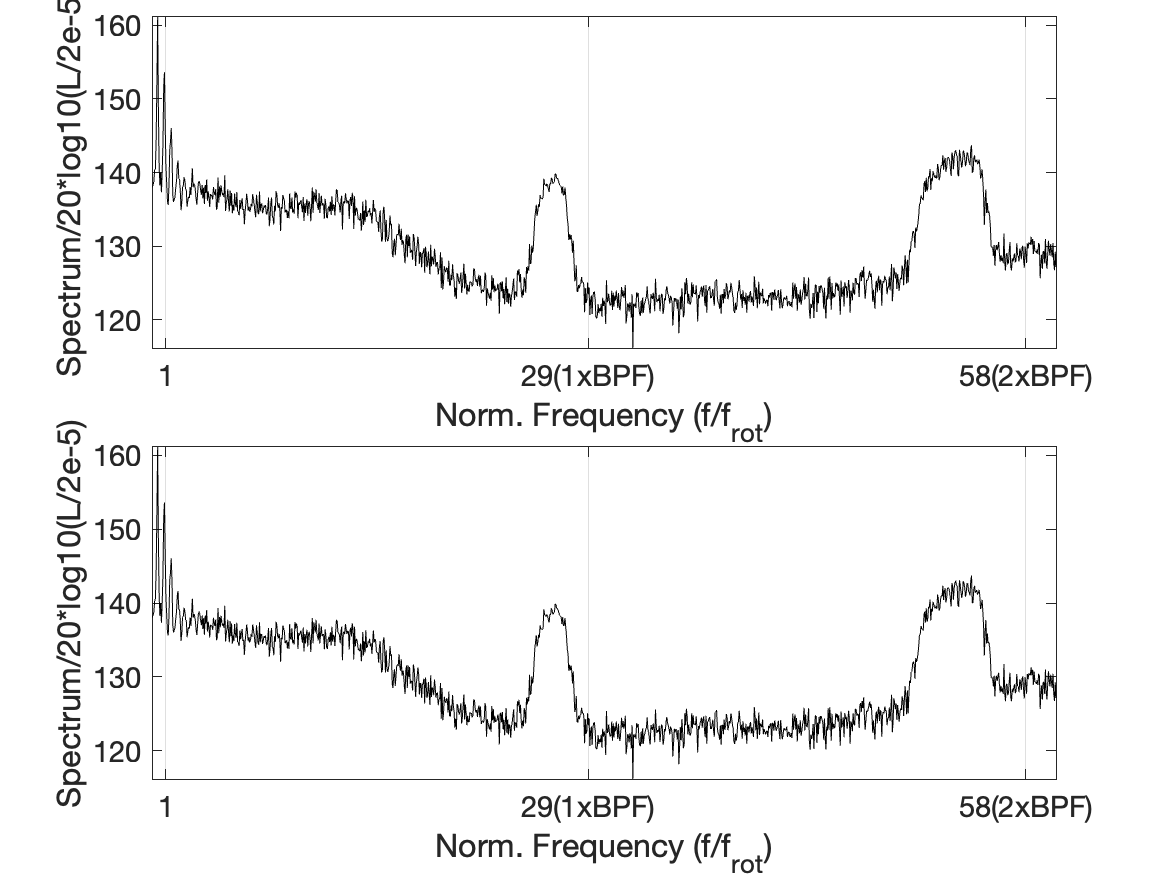 160
150
140
130
120
Spectrum/20*log10(L/2e-5
1 29(1xBPF) 58(2xBPF)
Norm. Frequency (f/f_rot)
160
150
140
130
120
Spectrum/20*log10(L/2e-5)
1 29(1xBPF) 58(2xBPF)
Norm. Frequency (f/f_rot)